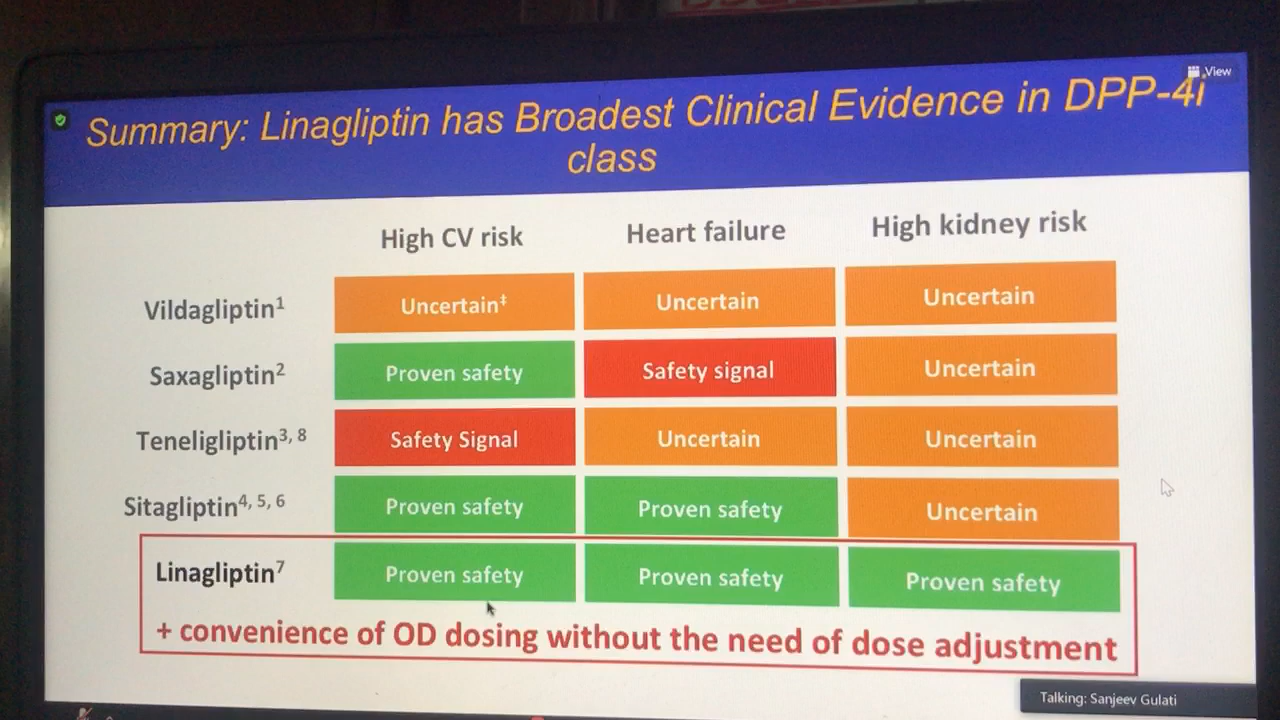 View
Summary: Linagliptin has Broadest Clinical Evidence in DPP-4i
class
High CV risk Heart failure High kidney risk
Vildagliptin¹ Uncertain‡ Uncertain Uncertain
Saxagliptin² Proven safety Safety signal Uncertain
Teneligliptin³, ⁸ Safety Signal Uncertain Uncertain
Sitagliptin⁴, ⁵, ⁶ Proven safety Proven safety Uncertain
Linagliptin⁷ Proven safety Proven safety Proven safety
+ convenience of OD dosing without the need of dose adjustment
Talking: Sanjeev Gulati